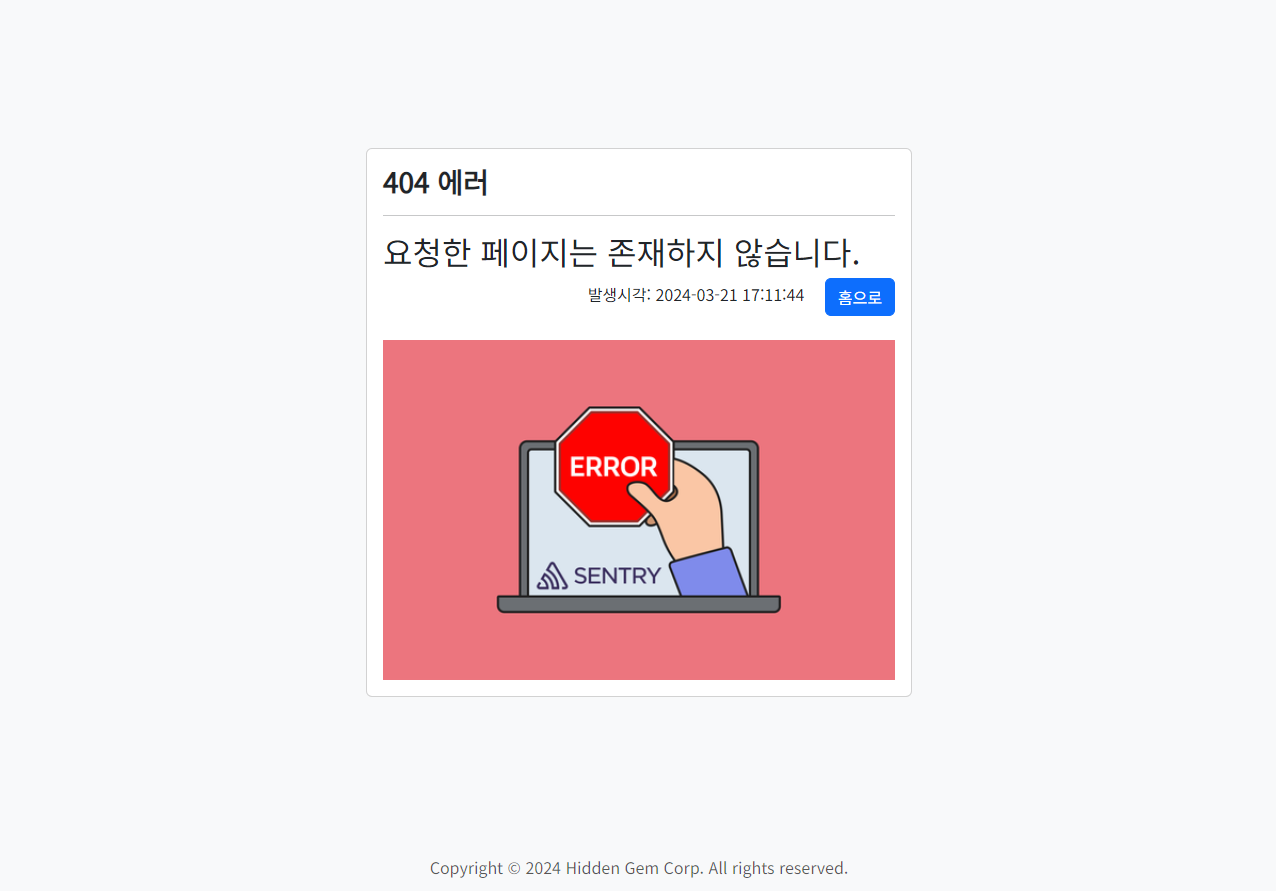 404 에러
요청한 페이지는 존재하지 않습니다.
발생시각: 2024-03-21 17:11:44 홈으로
ERROR
SENTRY
Copyright © 2024 Hidden Gem Corp. All rights reserved.